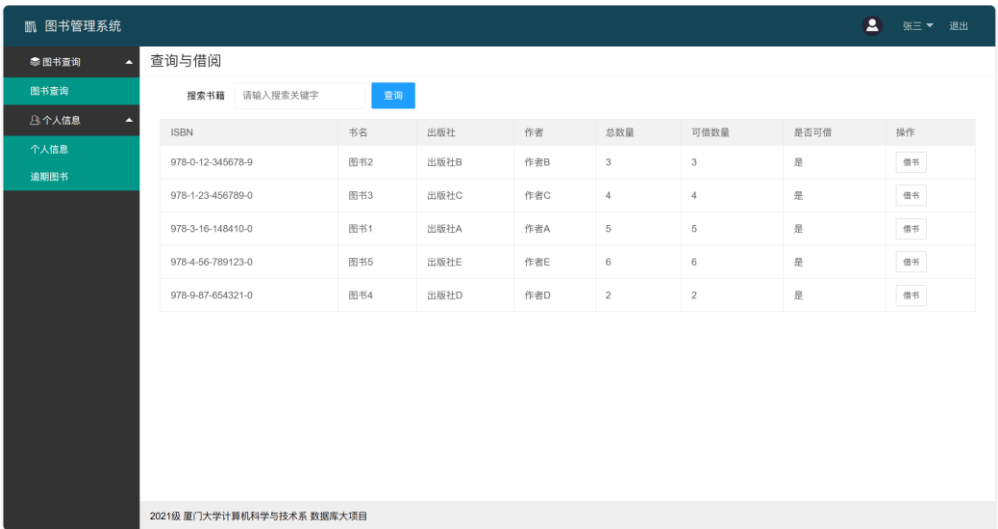 图书管理系统 张三 退出
图书查询
图书查询
个人信息
个人信息
逾期图书
查询与借阅
搜索书籍 请输入搜索关键字 查询
ISBN 书名 出版社 作者 总数量 可借数量 是否可借 操作
978-0-12-345678-9 图书2 出版社B 作者B 3 3 是 借书
978-1-23-456789-0 图书3 出版社C 作者C 4 4 是 借书
978-3-16-148410-0 图书1 出版社A 作者A 5 5 是 借书
978-4-56-789123-0 图书5 出版社E 作者E 6 6 是 借书
978-9-87-654321-0 图书4 出版社D 作者D 2 2 是 借书
2021级 厦门大学计算机科学与技术系 数据库大项目